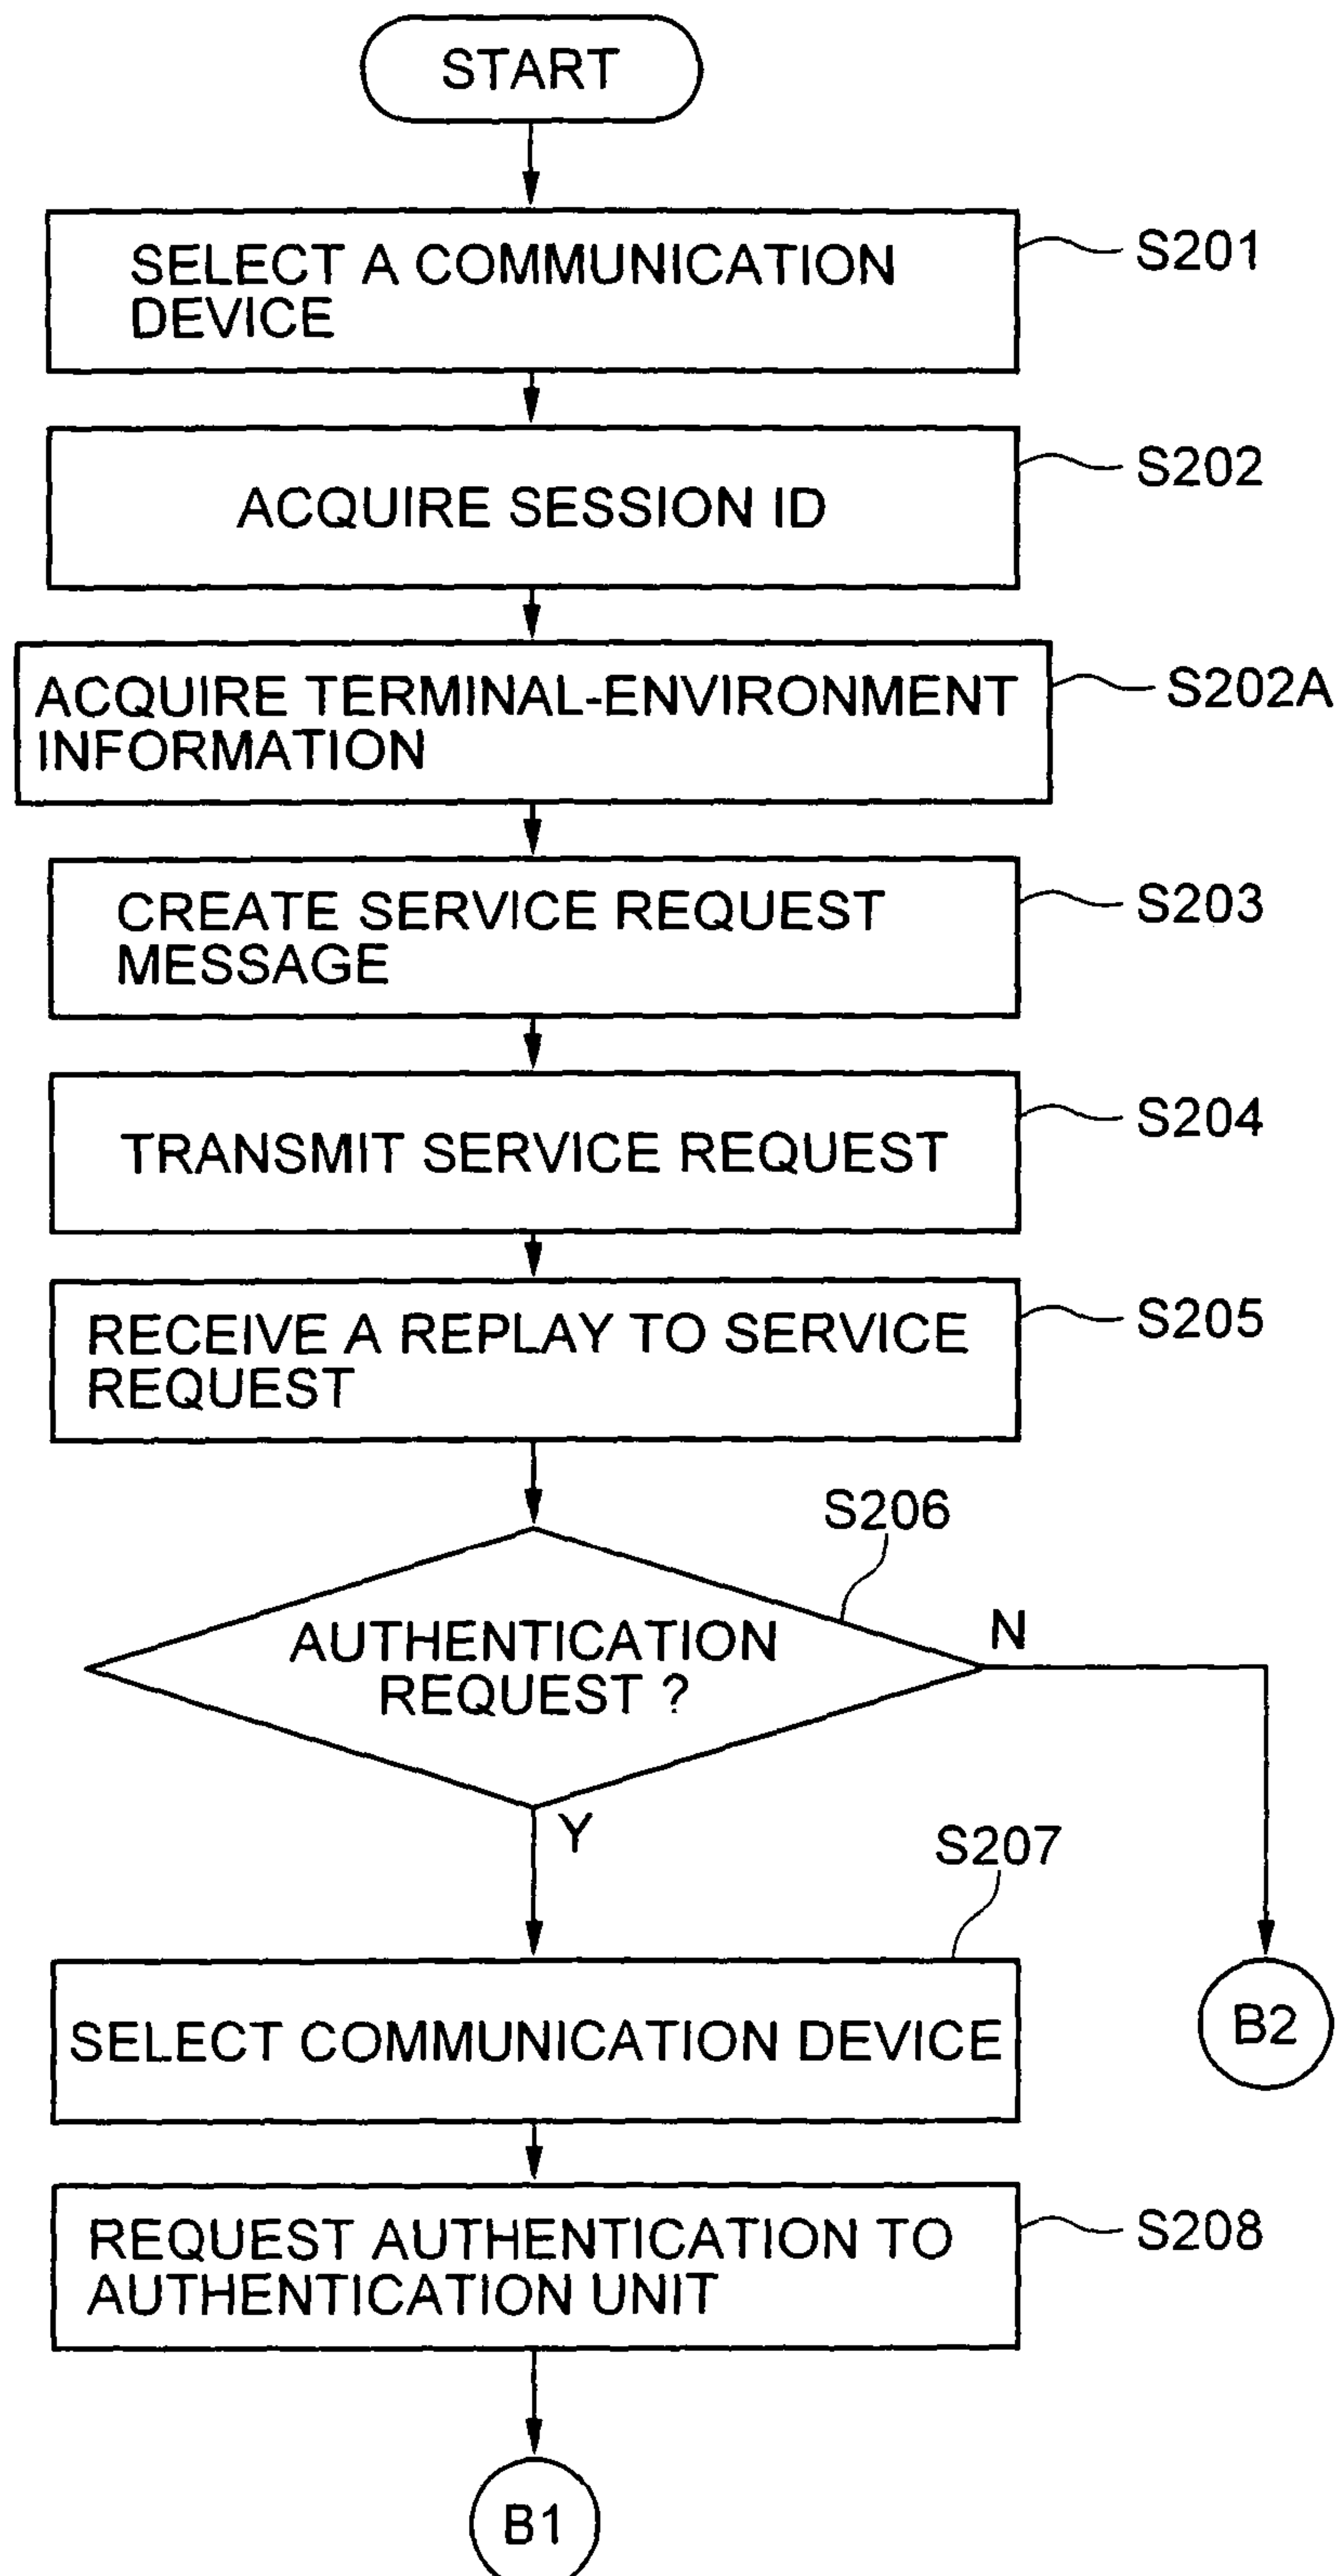 START
SELECT A COMMUNICATION
DEVICE
S201
ACQUIRE SESSION ID
S202
ACQUIRE TERMINAL-ENVIRONMENT
INFORMATION
S202A
CREATE SERVICE REQUEST
MESSAGE
S203
TRANSMIT SERVICE REQUEST
S204
RECEIVE A REPLAY TO SERVICE
REQUEST
S205
S206
AUTHENTICATION
REQUEST ?
N
Y
S207
SELECT COMMUNICATION DEVICE
B2
REQUEST AUTHENTICATION TO
AUTHENTICATION UNIT
S208
B1